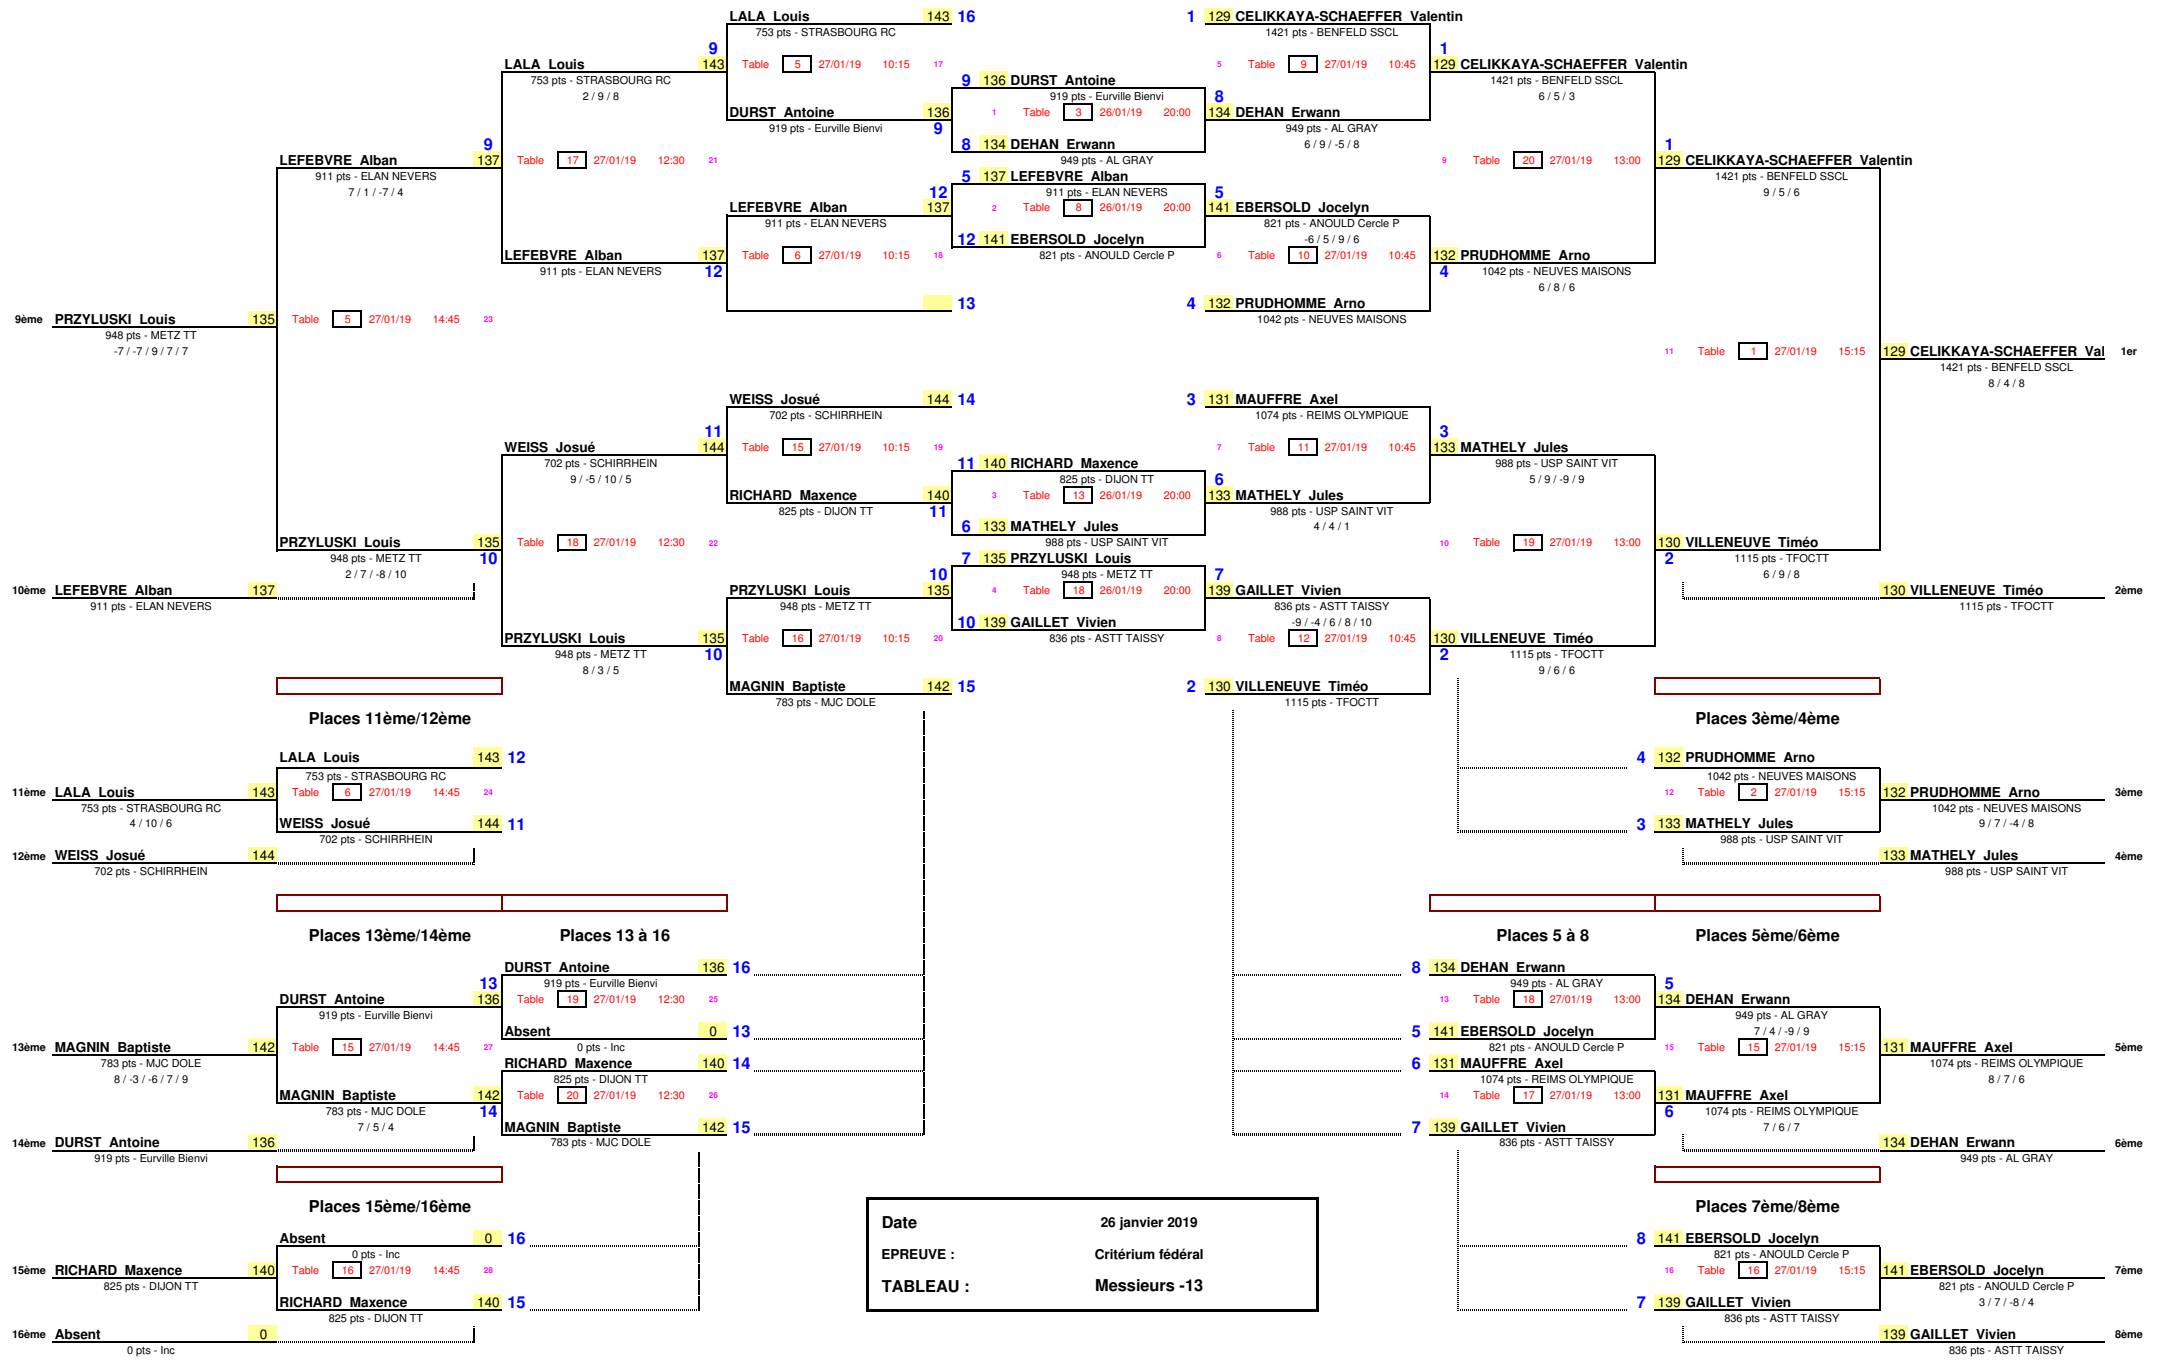 LALA Louis 143 16 1 129 CELIKKAYA-SCHAEFFER Valentin
753 pts - STRASBOURG RC 1421 pts - BENFELD SSCL
9 1
LALA Louis 143 Table 5 27/01/19 10:15 17 5 Table 9 27/01/19 10:45 129 CELIKKAYA-SCHAEFFER Valentin
753 pts - STRASBOURG RC 9 136 DURST Antoine 1421 pts - BENFELD SSCL
2 / 9 / 8 919 pts - Eurville Bienvi 8 6 / 5 / 3
DURST Antoine 136 1 Table 3 26/01/19 20:00 134 DEHAN Erwann
919 pts - Eurville Bienvi 9 949 pts - AL GRAY
9 8 134 DEHAN Erwann 6 / 9 / -5 / 8 1
LEFEBVRE Alban 137 Table 17 27/01/19 12:30 21 949 pts - AL GRAY 9 Table 20 27/01/19 13:00 129 CELIKKAYA-SCHAEFFER Valentin
911 pts - ELAN NEVERS 5 137 LEFEBVRE Alban 1421 pts - BENFELD SSCL
7 / 1 / -7 / 4 12 911 pts - ELAN NEVERS 5 9 / 5 / 6
LEFEBVRE Alban 137 2 Table 8 26/01/19 20:00 141 EBERSOLD Jocelyn
911 pts - ELAN NEVERS 821 pts - ANOULD Cercle P
12 141 EBERSOLD Jocelyn -6 / 5 / 9 / 6
LEFEBVRE Alban 137 Table 6 27/01/19 10:15 18 821 pts - ANOULD Cercle P 6 Table 10 27/01/19 10:45 132 PRUDHOMME Arno
911 pts - ELAN NEVERS 12 4 1042 pts - NEUVES MAISONS
6 / 8 / 6
13 4 132 PRUDHOMME Arno
9ème PRZYLUSKI Louis 135 Table 5 27/01/19 14:45 23 1042 pts - NEUVES MAISONS
948 pts - METZ TT
-7 / -7 / 9 / 7 / 7 11 Table 1 27/01/19 15:15 129 CELIKKAYA-SCHAEFFER Val 1er
1421 pts - BENFELD SSCL
8 / 4 / 8
WEISS Josué 144 14 3 131 MAUFFRE Axel
702 pts - SCHIRRHEIN 1074 pts - REIMS OLYMPIQUE
11 3
WEISS Josué 144 Table 15 27/01/19 10:15 19 7 Table 11 27/01/19 10:45 133 MATHELY Jules
702 pts - SCHIRRHEIN 11 140 RICHARD Maxence 988 pts - USP SAINT VIT
9 / -5 / 10 / 5 825 pts - DIJON TT 6 5 / 9 / -9 / 9
RICHARD Maxence 140 3 Table 13 26/01/19 20:00 133 MATHELY Jules
825 pts - DIJON TT 11 988 pts - USP SAINT VIT
6 133 MATHELY Jules 4 / 4 / 1
PRZYLUSKI Louis 135 Table 18 27/01/19 12:30 22 988 pts - USP SAINT VIT 10 Table 19 27/01/19 13:00 130 VILLENEUVE Timéo
948 pts - METZ TT 10 7 135 PRZYLUSKI Louis 2 1115 pts - TFOCTT
2 / 7 / -8 / 10 10 948 pts - METZ TT 7 6 / 9 / 8
10ème LEFEBVRE Alban 137 PRZYLUSKI Louis 135 4 Table 18 26/01/19 20:00 139 GAILLET Vivien 130 VILLENEUVE Timéo 2ème
911 pts - ELAN NEVERS 948 pts - METZ TT 836 pts - ASTT TAISSY 1115 pts - TFOCTT
10 139 GAILLET Vivien -9 / -4 / 6 / 8 / 10
PRZYLUSKI Louis 135 Table 16 27/01/19 10:15 20 836 pts - ASTT TAISSY 8 Table 12 27/01/19 10:45 130 VILLENEUVE Timéo
948 pts - METZ TT 10 2 1115 pts - TFOCTT
8 / 3 / 5 9 / 6 / 6
MAGNIN Baptiste 142 15 2 130 VILLENEUVE Timéo
783 pts - MJC DOLE 1115 pts - TFOCTT
Places 11ème/12ème Places 3ème/4ème
LALA Louis 143 12 4 132 PRUDHOMME Arno
753 pts - STRASBOURG RC 1042 pts - NEUVES MAISONS
11ème LALA Louis 143 Table 6 27/01/19 14:45 24 12 Table 2 27/01/19 15:15 132 PRUDHOMME Arno 3ème
753 pts - STRASBOURG RC 1042 pts - NEUVES MAISONS
4 / 10 / 6 WEISS Josué 144 11 3 133 MATHELY Jules 9 / 7 / -4 / 8
702 pts - SCHIRRHEIN 988 pts - USP SAINT VIT
12ème WEISS Josué 144 133 MATHELY Jules 4ème
702 pts - SCHIRRHEIN 988 pts - USP SAINT VIT
Places 13ème/14ème Places 13 à 16 Places 5 à 8 Places 5ème/6ème
DURST Antoine 136 16 8 134 DEHAN Erwann
13 919 pts - Eurville Bienvi 949 pts - AL GRAY 5
DURST Antoine 136 Table 19 27/01/19 12:30 25 13 Table 18 27/01/19 13:00 134 DEHAN Erwann
919 pts - Eurville Bienvi 949 pts - AL GRAY
Absent 0 13 5 141 EBERSOLD Jocelyn 7 / 4 / -9 / 9
13ème MAGNIN Baptiste 142 Table 15 27/01/19 14:45 27 0 pts - Inc 821 pts - ANOULD Cercle P 15 Table 15 27/01/19 15:15 131 MAUFFRE Axel 5ème
783 pts - MJC DOLE RICHARD Maxence 140 14 6 131 MAUFFRE Axel 1074 pts - REIMS OLYMPIQUE
8 / -3 / -6 / 7 / 9 825 pts - DIJON TT 1074 pts - REIMS OLYMPIQUE 8 / 7 / 6
MAGNIN Baptiste 142 Table 20 27/01/19 12:30 26 14 Table 17 27/01/19 13:00 131 MAUFFRE Axel
783 pts - MJC DOLE 14 6 1074 pts - REIMS OLYMPIQUE
7 / 5 / 4 MAGNIN Baptiste 142 15 7 139 GAILLET Vivien 7 / 6 / 7
14ème DURST Antoine 136 783 pts - MJC DOLE 836 pts - ASTT TAISSY 134 DEHAN Erwann 6ème
919 pts - Eurville Bienvi 949 pts - AL GRAY
Places 15ème/16ème Places 7ème/8ème
Date 26 janvier 2019
Absent 0 16 8 141 EBERSOLD Jocelyn
0 pts - Inc EPREUVE : Critérium fédéral 821 pts - ANOULD Cercle P
15ème RICHARD Maxence 140 Table 16 27/01/19 14:45 28 16 Table 16 27/01/19 15:15 141 EBERSOLD Jocelyn 7ème
825 pts - DIJON TT TABLEAU : Messieurs -13 821 pts - ANOULD Cercle P
RICHARD Maxence 140 15 7 139 GAILLET Vivien 3 / 7 / -8 / 4
825 pts - DIJON TT 836 pts - ASTT TAISSY
16ème Absent 0 139 GAILLET Vivien 8ème
0 pts - Inc 836 pts - ASTT TAISSY